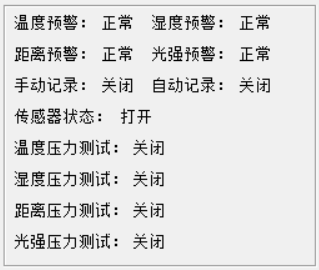 温度预警: 正常 湿度预警: 正常
距离预警: 正常 光强预警: 正常
手动记录: 关闭 自动记录: 关闭
传感器状态: 打开
温度压力测试: 关闭
湿度压力测试: 关闭
距离压力测试: 关闭
光强压力测试: 关闭